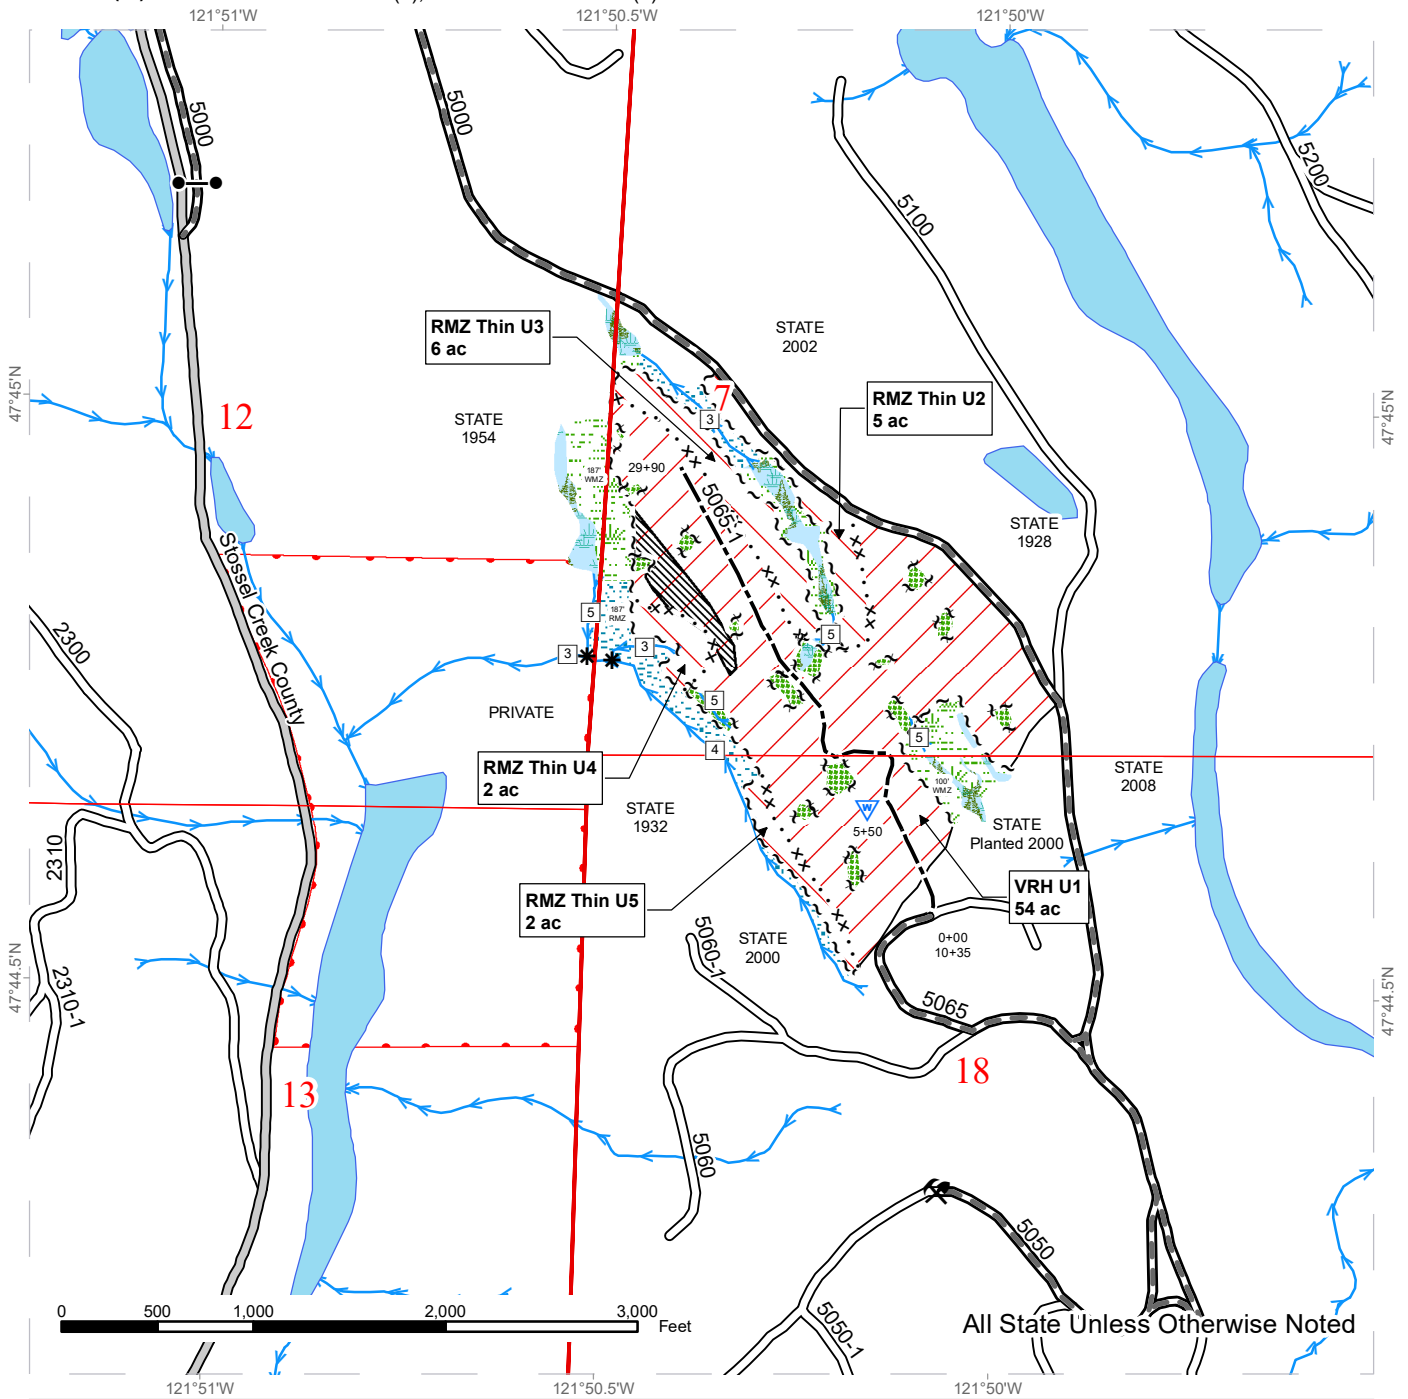 121°51'W
121°50.5'W
121°50'W
5000
5000
5200
5100
RMZ Thin U3
6 ac
STATE
2002
47°45'N
47°45'N
7
RMZ Thin U2
5 ac
12
STATE
1954
3
187'
WMZ
29+90
5065-1
STATE
1928
Stossel Creek County
5
187'
RMZ
5
3
3
2300
5
PRIVATE
5
4
RMZ Thin U4
2 ac
STATE
2008
100'
WMZ
STATE
1932
W
5+50
STATE
Planted 2000
2310
RMZ Thin U5
2 ac
VRH U1
54 ac
5060-1
STATE
2000
0+00
10+35
47°44.5'N
47°44.5'N
2310-1
5065
18
13
5060
5050
0
500
1,000
2,000
3,000
Feet
5050-1
All State Unless Otherwise Noted
121°51'W
121°50.5'W
121°50'W